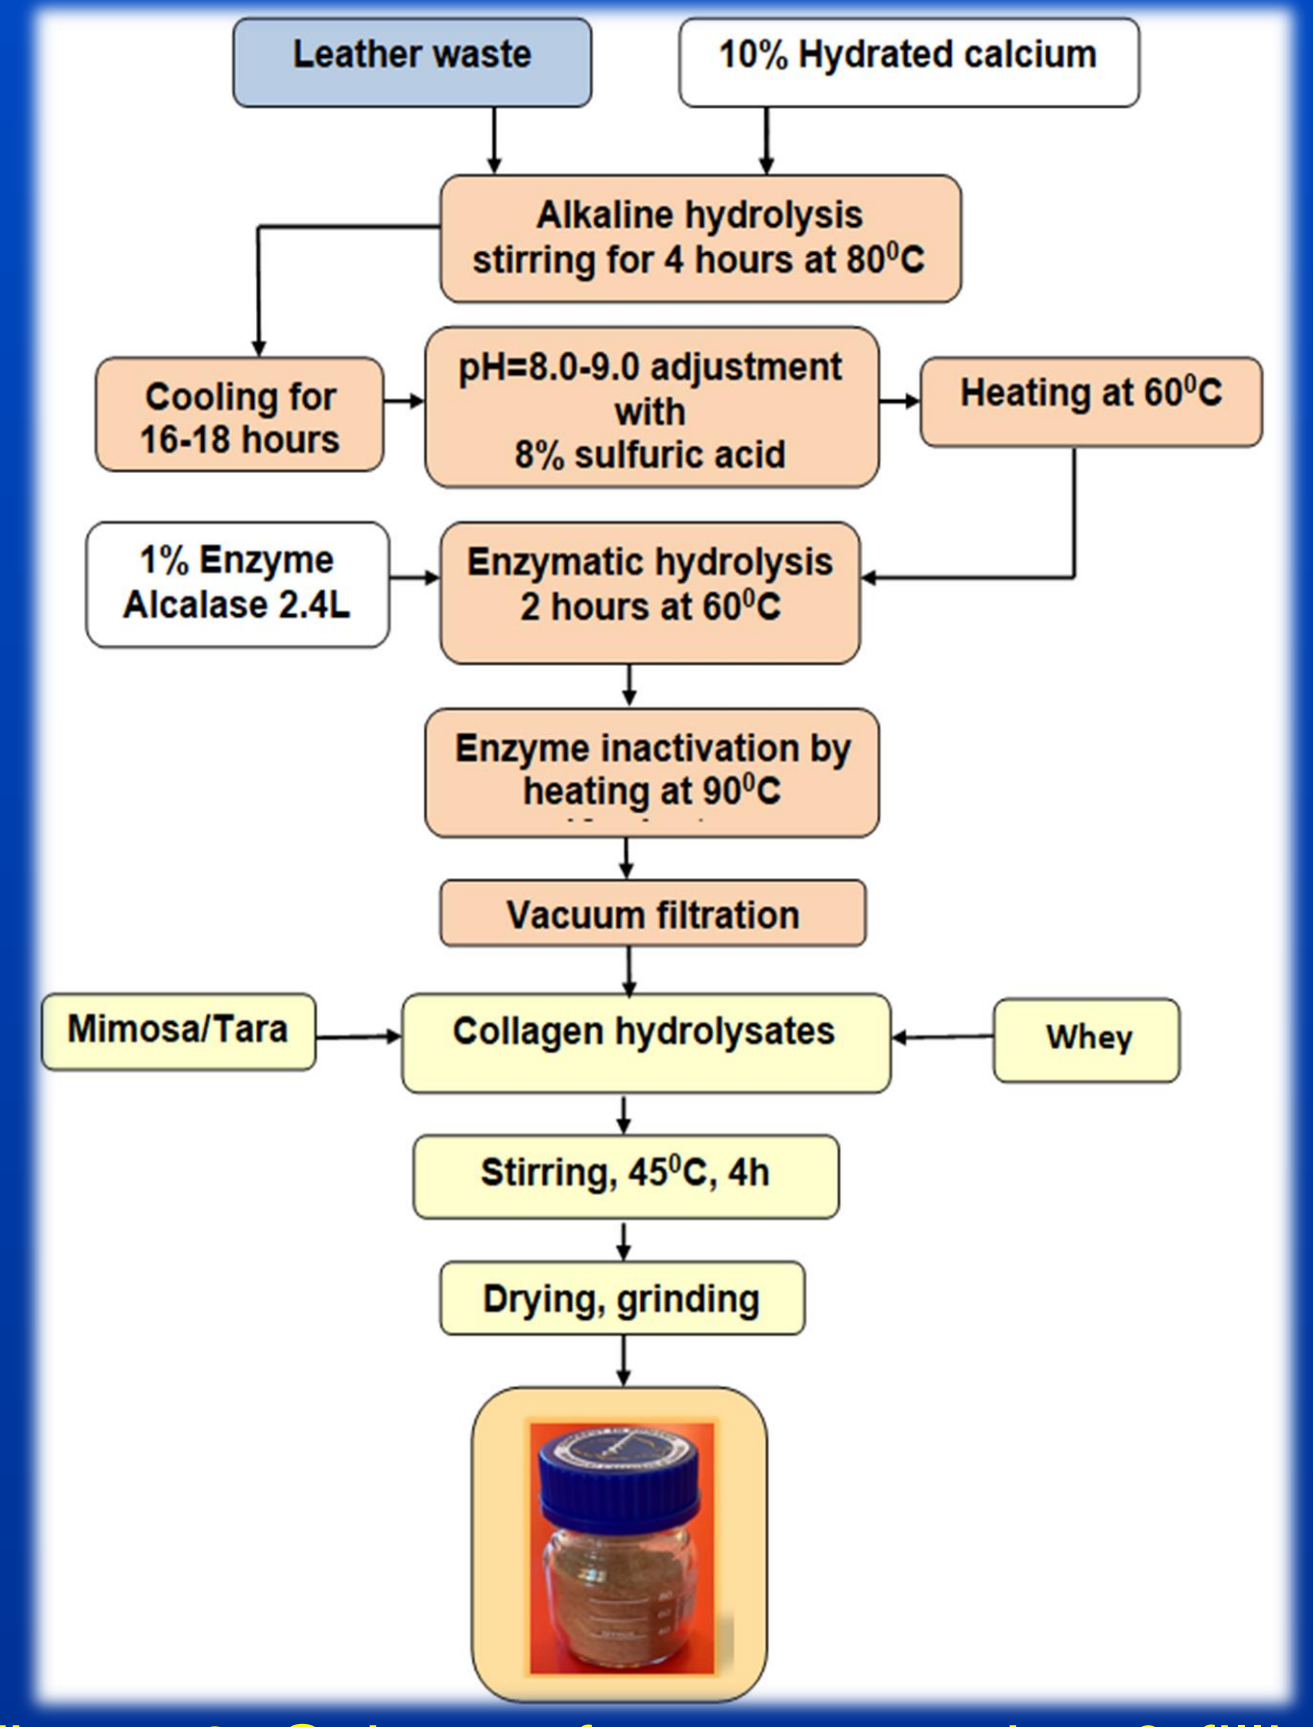 Leather waste
10% Hydrated calcium
Alkaline hydrolysis
stirring for 4 hours at 80⁰C
Cooling for
16-18 hours
pH=8.0-9.0 adjustment
with
8% sulfuric acid
Heating at 60⁰C
1% Enzyme
Alcalase 2.4L
Enzymatic hydrolysis
2 hours at 60⁰C
Enzyme inactivation by
heating at 90⁰C
Vacuum filtration
Mimosa/Tara
Collagen hydrolysates
Whey
Stirring, 45⁰C, 4h
Drying, grinding